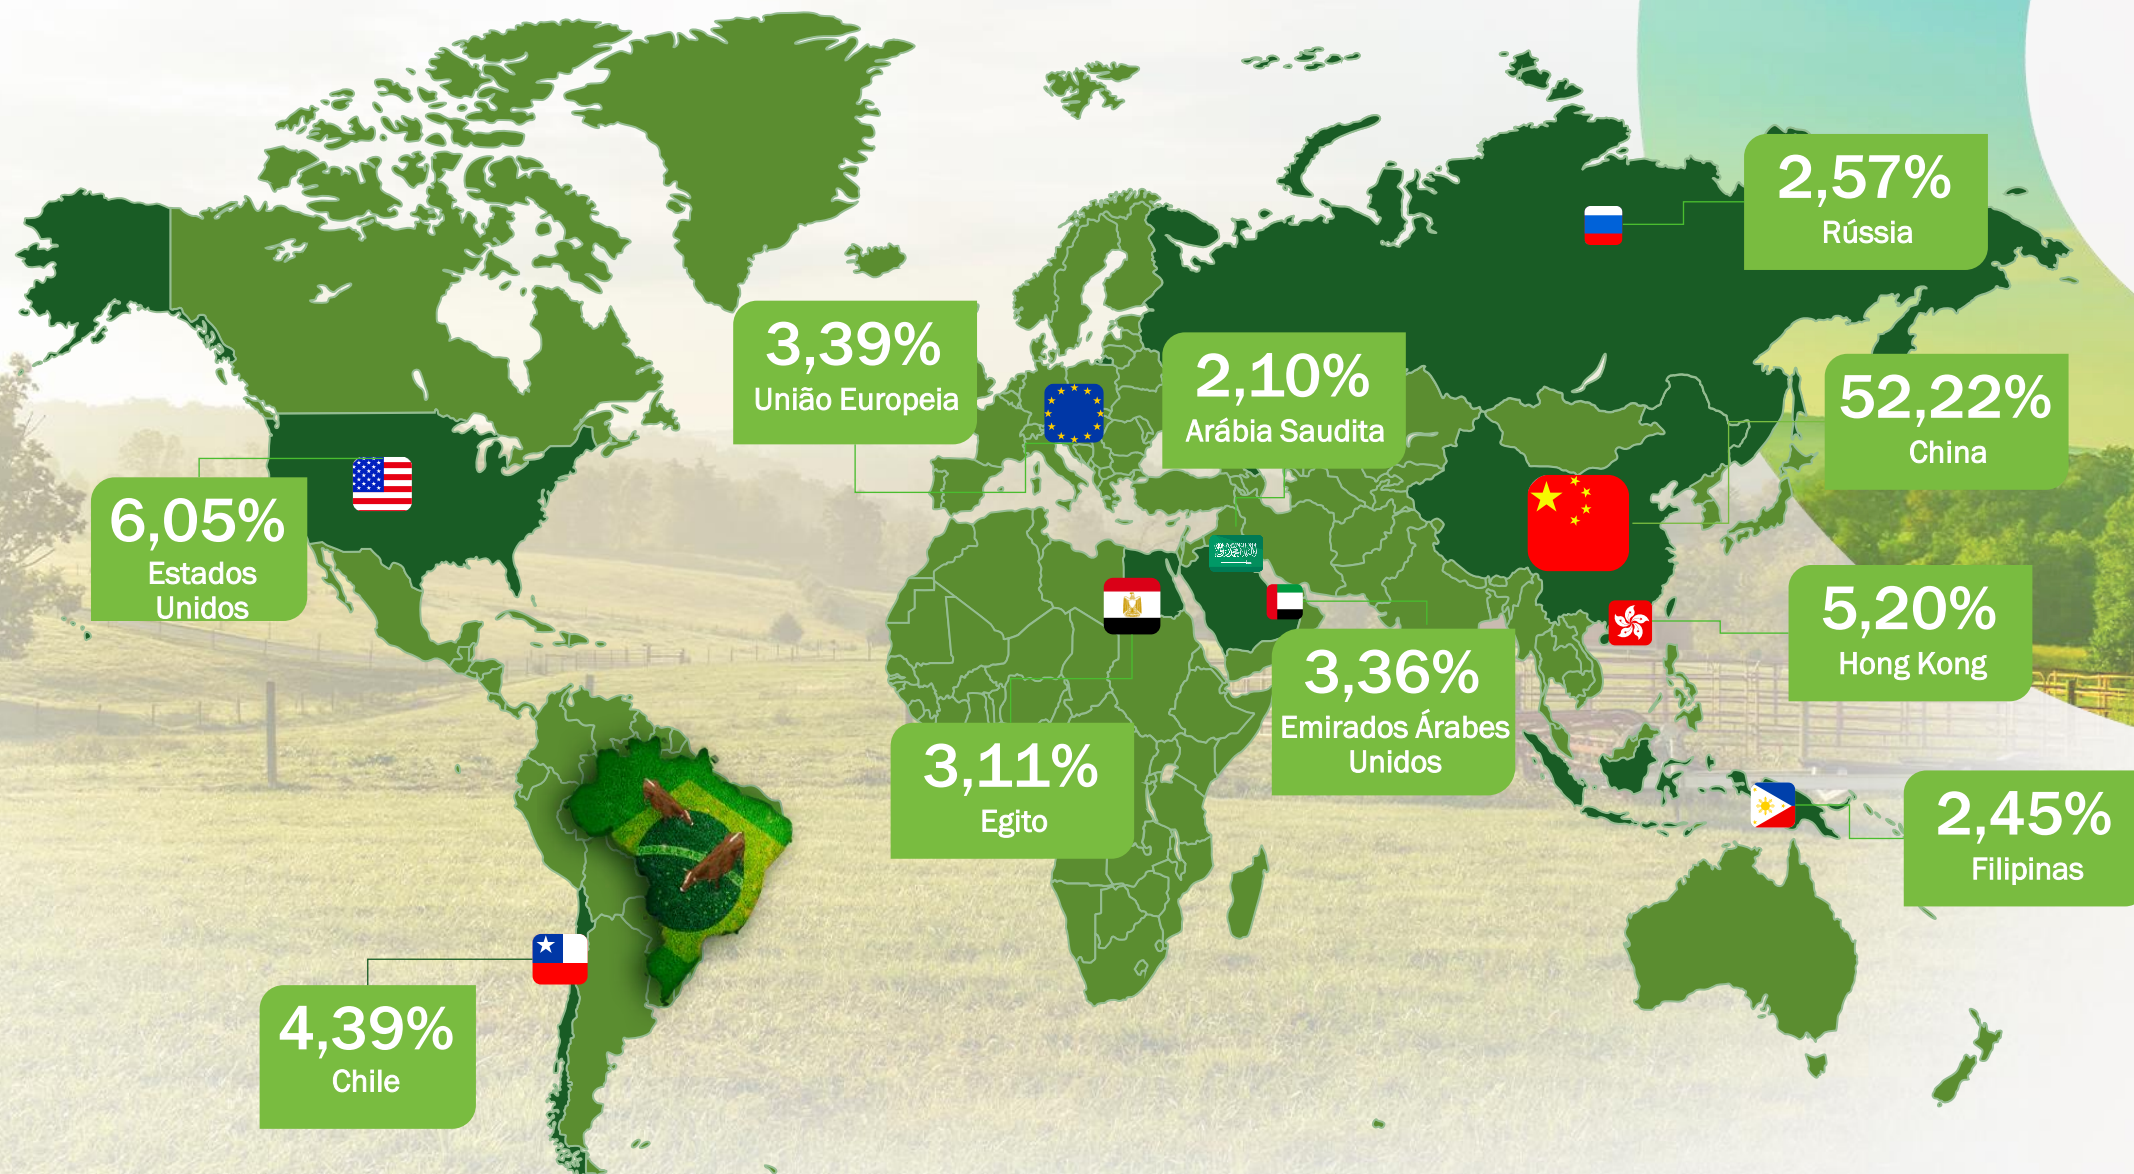 2,57%
Rússia
3,39%
União Europeia
2,10%
Arábia Saudita
52,22%
China
6,05%
Estados
Unidos
5,20%
Hong Kong
3,36%
Emirados Árabes
Unidos
3,11%
Egito
2,45%
Filipinas
4,39%
Chile